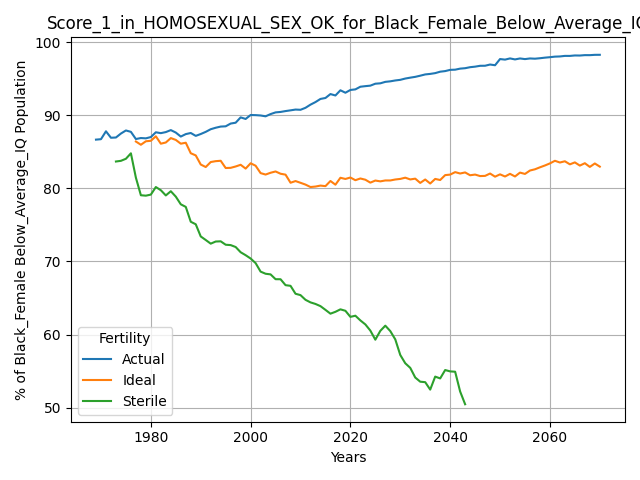 Score_1_in_HOMOSEXUAL_SEX_OK_for_Black_Female_Below_Average_IQ
% of Black_Female Below_Average_IQ Population
100
90
80
70
60
50
Fertility
Actual
Ideal
Sterile
1980
2000
2020
2040
2060
Years